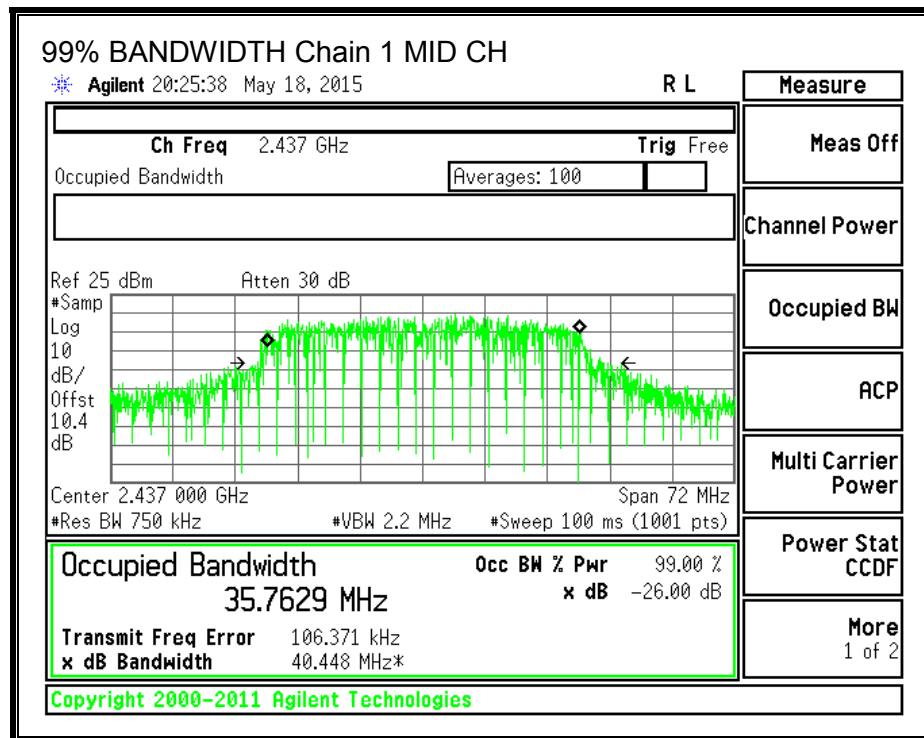 99% BANDWIDTH Chain 1 MID CH
Agilent 20:25:38 May 18, 2015 R L
Measure
Ch Freq 2.437 GHz Trig Free
Meas Off
Occupied Bandwidth Averages: 100
Channel Power
Ref 25 dBm Atten 30 dB
#Samp
Log
10
dB/
Offst
10.4
dB
Occupied BW
ACP
Multi Carrier
Power
Center 2.437 000 GHz Span 72 MHz
#Res BW 750 kHz #VBW 2.2 MHz #Sweep 100 ms (1001 pts)
Power Stat
CCDF
Occupied Bandwidth Occ BW % Pwr 99.00 %
35.7629 MHz x dB -26.00 dB
Transmit Freq Error 106.371 kHz
x dB Bandwidth 40.448 MHz*
More
1 of 2
Copyright 2000-2011 Agilent Technologies